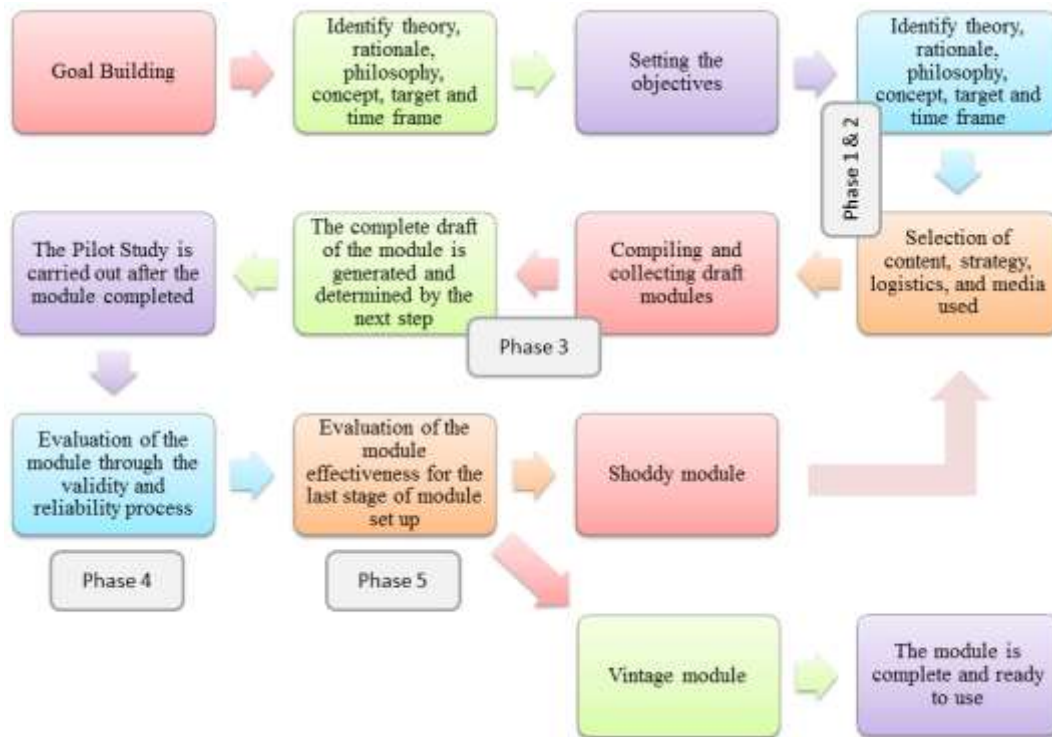 Goal Building
Identify theory,
rationale,
philosophy,
concept, target and
time frame
Setting the
objectives
Identify theory,
rationale,
philosophy,
concept, target and
time frame
Phase 1 & 2
The Pilot Study is
carried out after the
module completed
The complete draft
of the module is
generated and
determined by the
next step
Compiling and
collecting draft
modules
Selection of
content, strategy,
logistics, and media
used
Phase 3
Evaluation of the
module through the
validity and
reliability process
Evaluation of the
module
effectiveness for the
last stage of module
set up
Shoddy module
Phase 4
Phase 5
Vintage module
The module is
complete and ready
to use